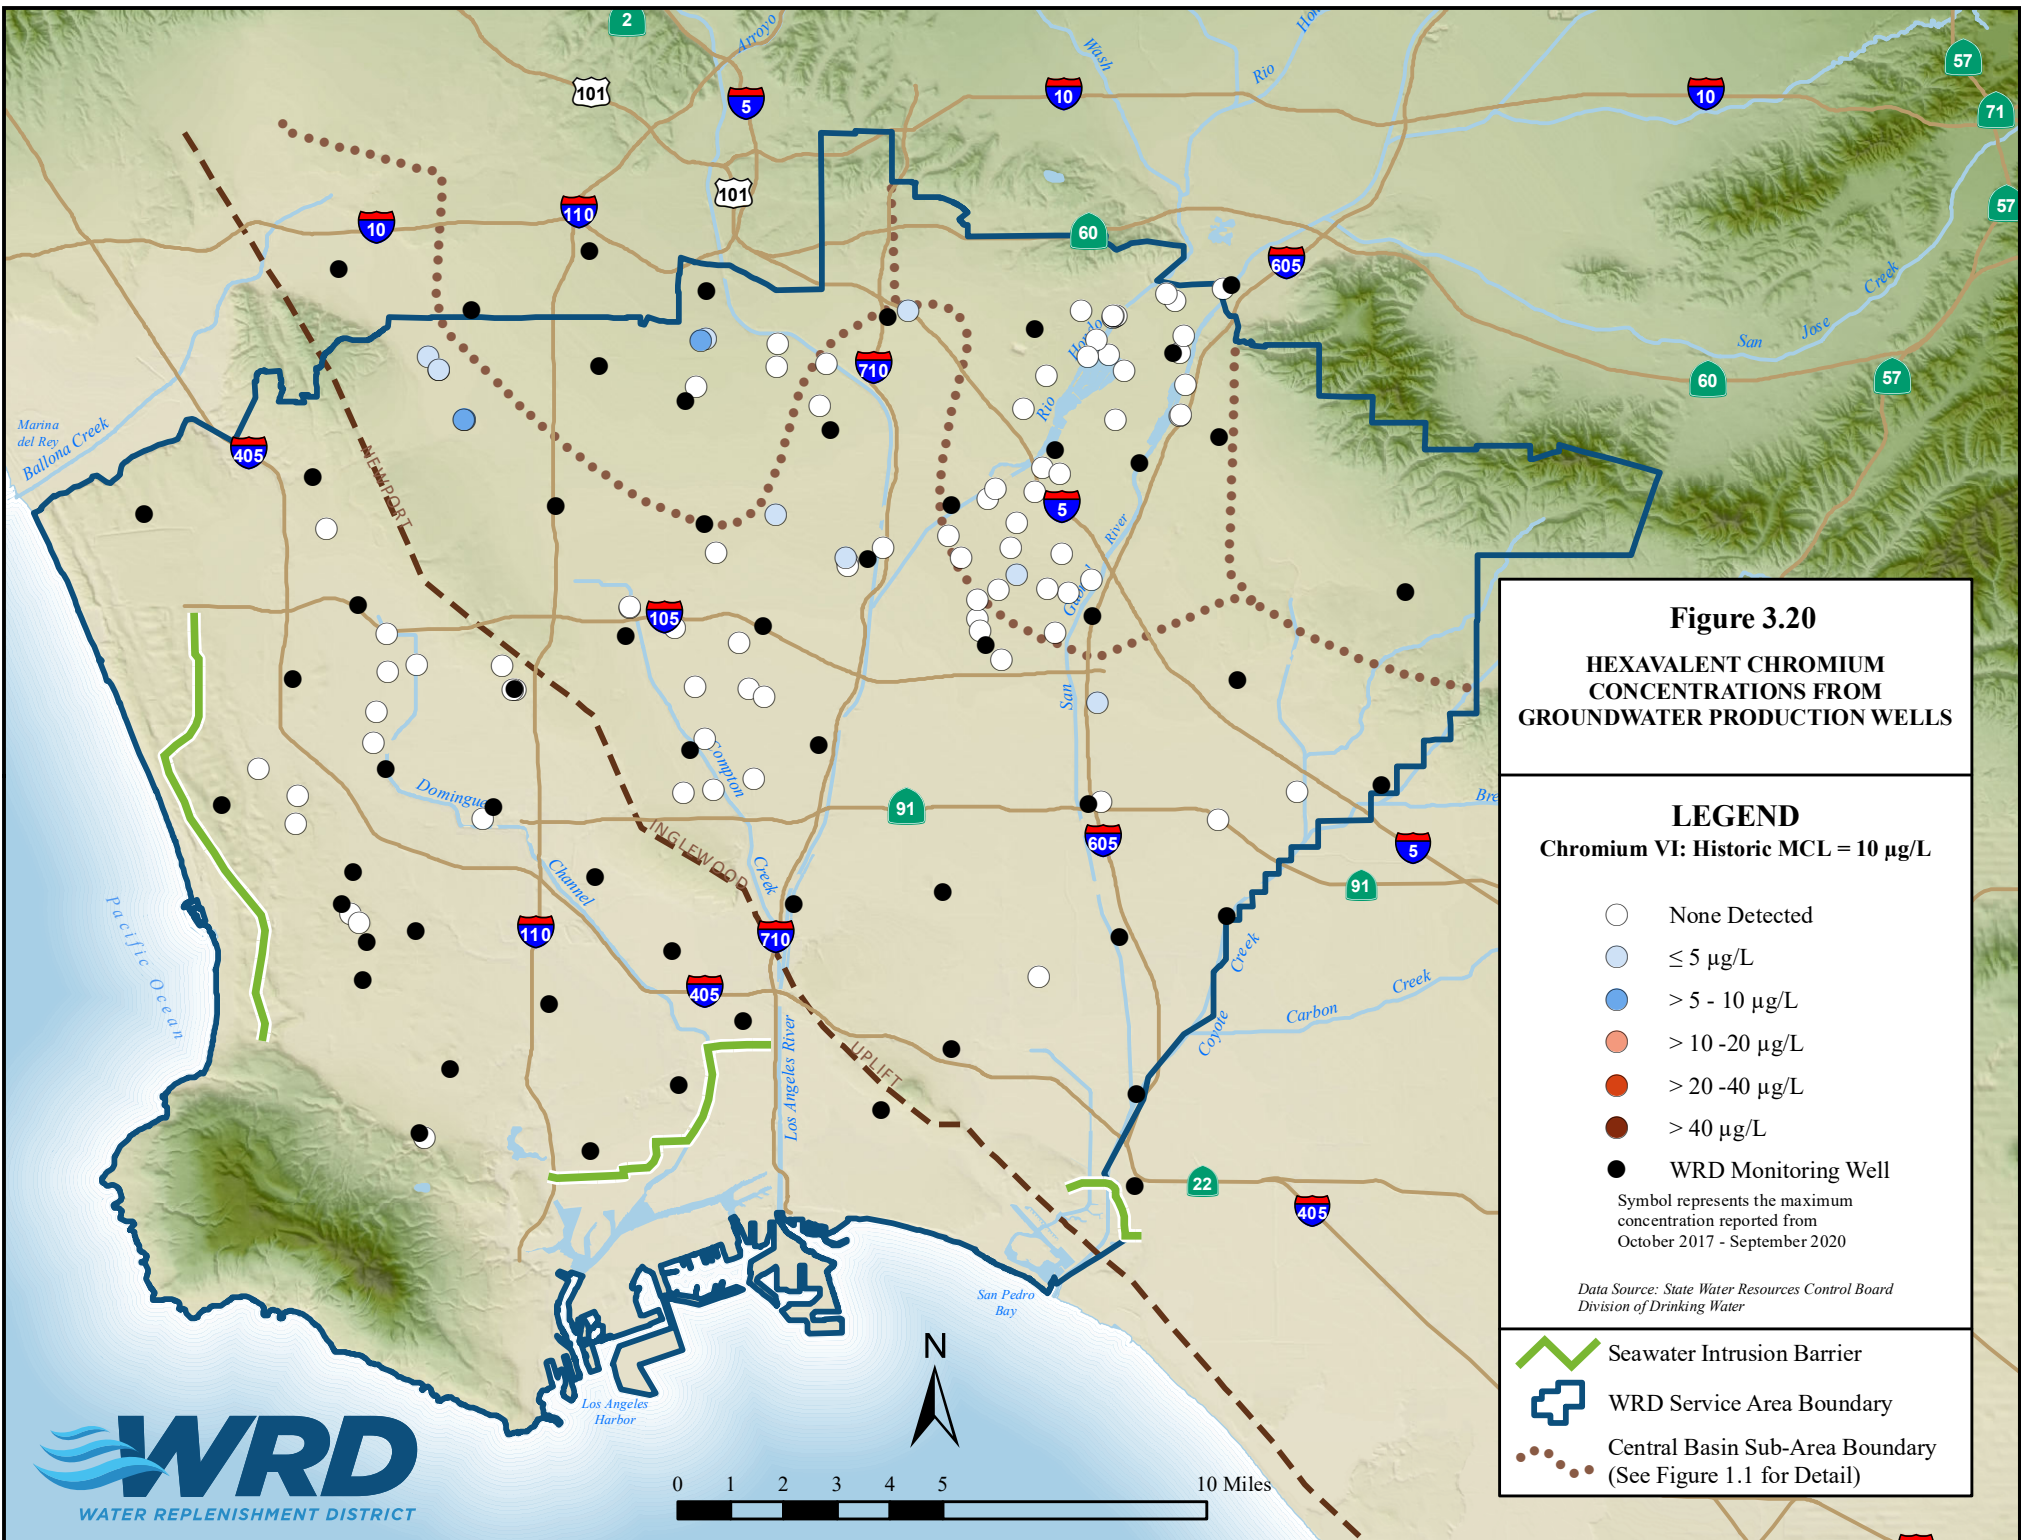 2
Arroyo
Wash
Rio
Hon
57
101
5
10
10
71
101
57
110
10
60
605
Creek
Jose
San
Hondo
710
60
57
Rio
Marina
del Rey
Ballona Creek
405
NEWPORT
5
River
Gabriel
105
San
Figure 3.20
HEXAVALENT CHROMIUM
CONCENTRATIONS FROM
GROUNDWATER PRODUCTION WELLS
Compton
Dominguez
91
Bre
605
5
INGLEWOOD
Creek
Channel
91
LEGEND
Chromium VI: Historic MCL = 10 µg/L
None Detected
≤ 5 µg/L
> 5 - 10 µg/L
> 10 -20 µg/L
> 20 -40 µg/L
> 40 µg/L
WRD Monitoring Well
Symbol represents the maximum
concentration reported from
October 2017 - September 2020
Data Source: State Water Resources Control Board
Division of Drinking Water
Seawater Intrusion Barrier
WRD Service Area Boundary
Central Basin Sub-Area Boundary
(See Figure 1.1 for Detail)
Pacific Ocean
110
710
Creek
405
Creek
Carbon
Coyote
Los Angeles River
UPLIFT
22
405
San Pedro
Bay
N
Los Angeles
Harbor
WRD
WATER REPLENISHMENT DISTRICT
0 1 2 3 4 5 10 Miles